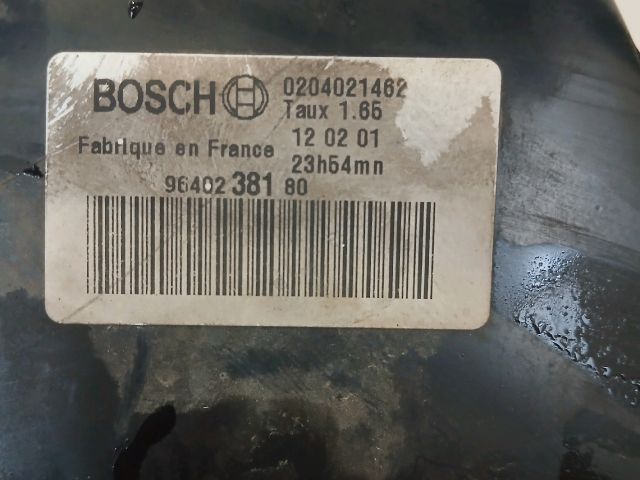 BOSCH 0204021462
Taux 1.65
12 02 01
Fabrique en France
23h54mn
96402 381 80